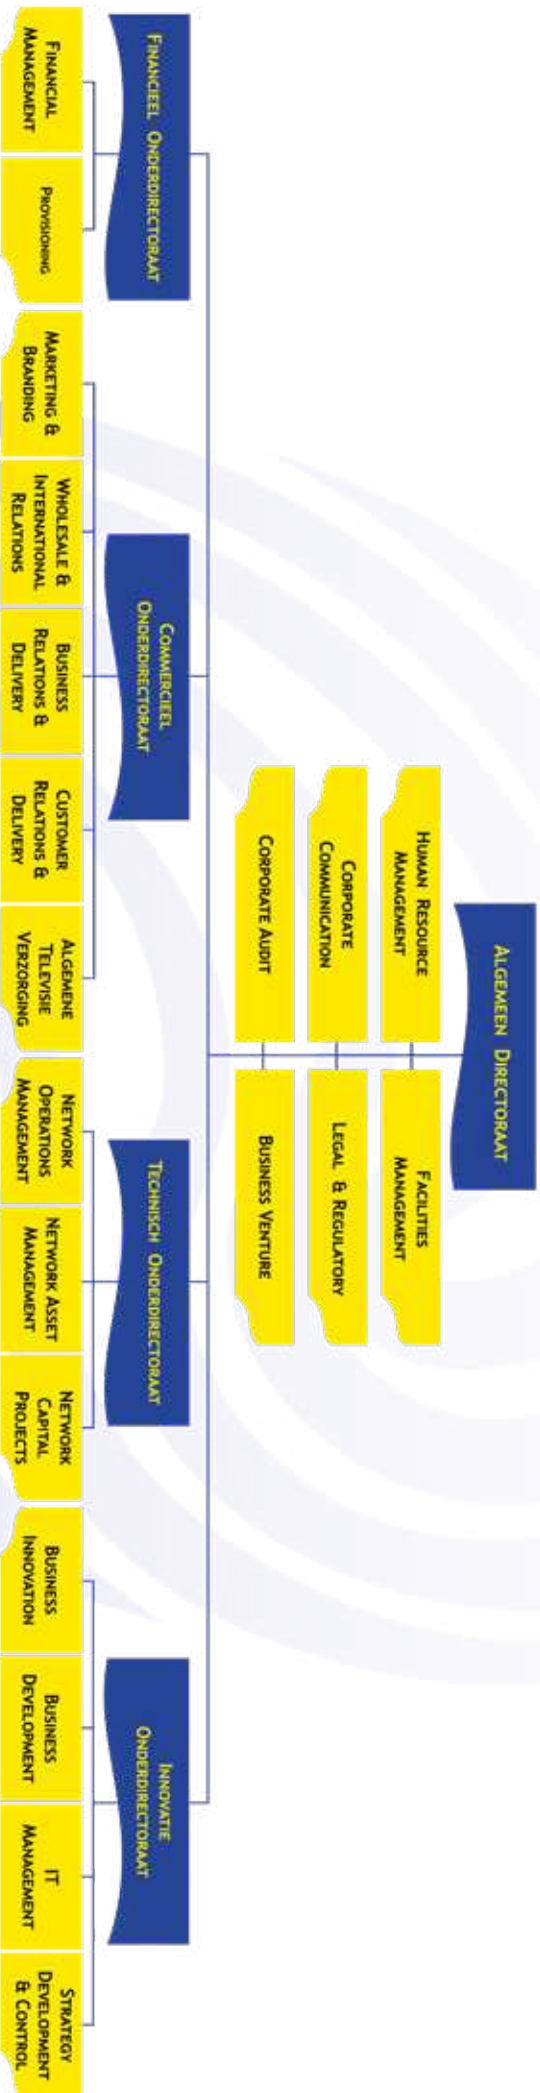 ALGEMEEN DIRECTORAAT
HUMAN RESOURCE
MANAGEMENT
FACILITIES
MANAGEMENT
CORPORATE
COMMUNICATION
LEGAL & REGULATORY
CORPORATE AUDIT
BUSINESS VENTURE
FINANCIEEL ONDERDIRECTORAAT
COMMERCIEEL
ONDERDIRECTORAAT
TECHNISCH ONDERDIRECTORAAT
INNOVATIE
ONDERDIRECTORAAT
FINANCIAL
MANAGEMENT
PROVISIONING
MARKETING &
BRANDING
WHOLESALE &
INTERNATIONAL
RELATIONS
BUSINESS
RELATIONS &
DELIVERY
CUSTOMER
RELATIONS &
DELIVERY
ALGEMENE
TELEVISIE
VERZORGING
NETWORK
OPERATIONS
MANAGEMENT
NETWORK ASSET
MANAGEMENT
NETWORK
CAPITAL
PROJECTS
BUSINESS
INNOVATION
BUSINESS
DEVELOPMENT
IT
MANAGEMENT
STRATEGY
DEVELOPMENT
& CONTROL